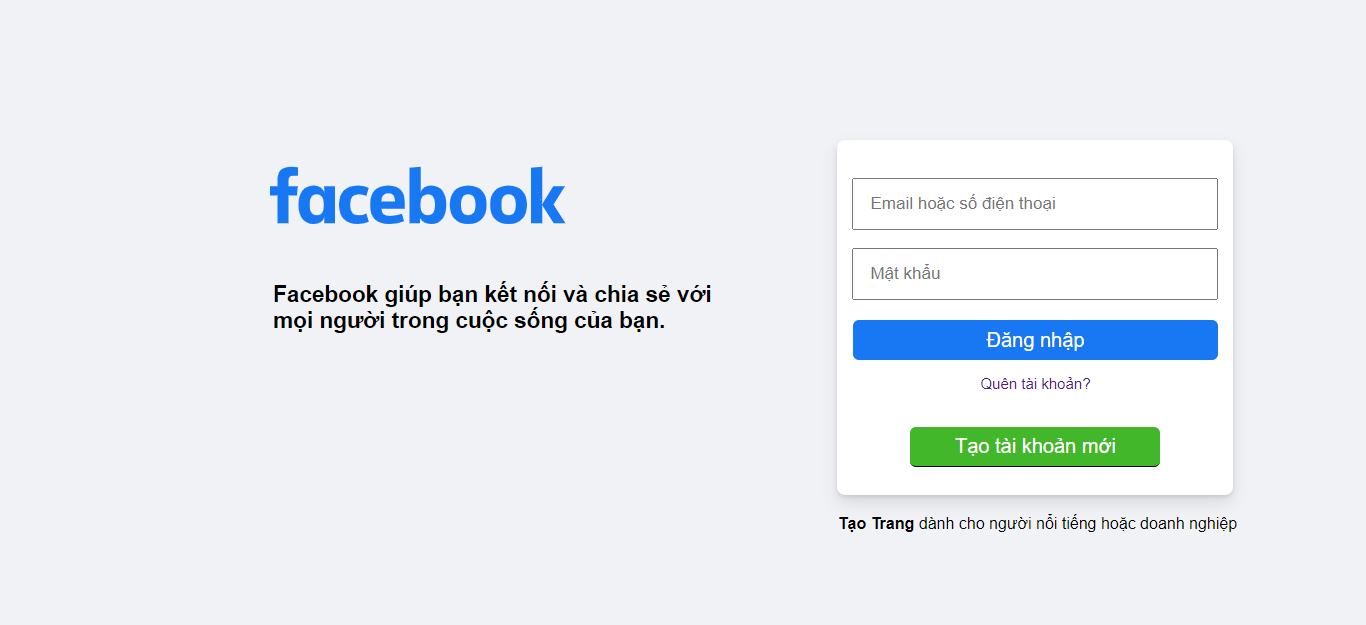 facebook
Facebook giúp bạn kết nối và chia sẻ với
mọi người trong cuộc sống của bạn.
Email hoặc số điện thoại
Mật khẩu
Đăng nhập
Quên tài khoản?
Tạo tài khoản mới
Tạo Trang dành cho người nổi tiếng hoặc doanh nghiệp